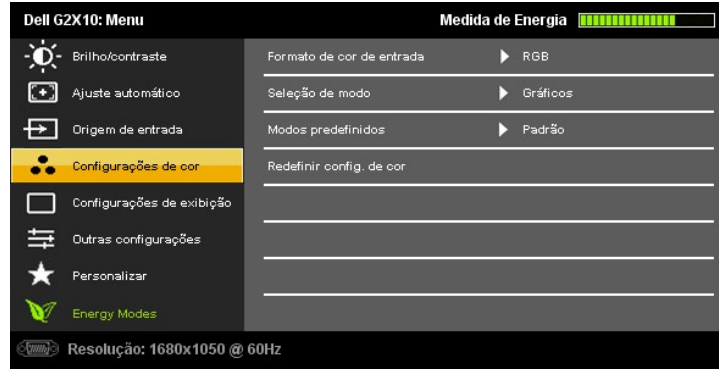 Dell G2X10: Menu Medida de Energia
Brilho/contraste Formato de cor de entrada RGB
Ajuste automático Seleção de modo Gráficos
Origem de entrada Modos predefinidos Padrão
Configurações de cor Redefinir config. de cor
Configurações de exibição
Outras configurações
Personalizar
Energy Modes
Resolução: 1680x1050 @ 60Hz